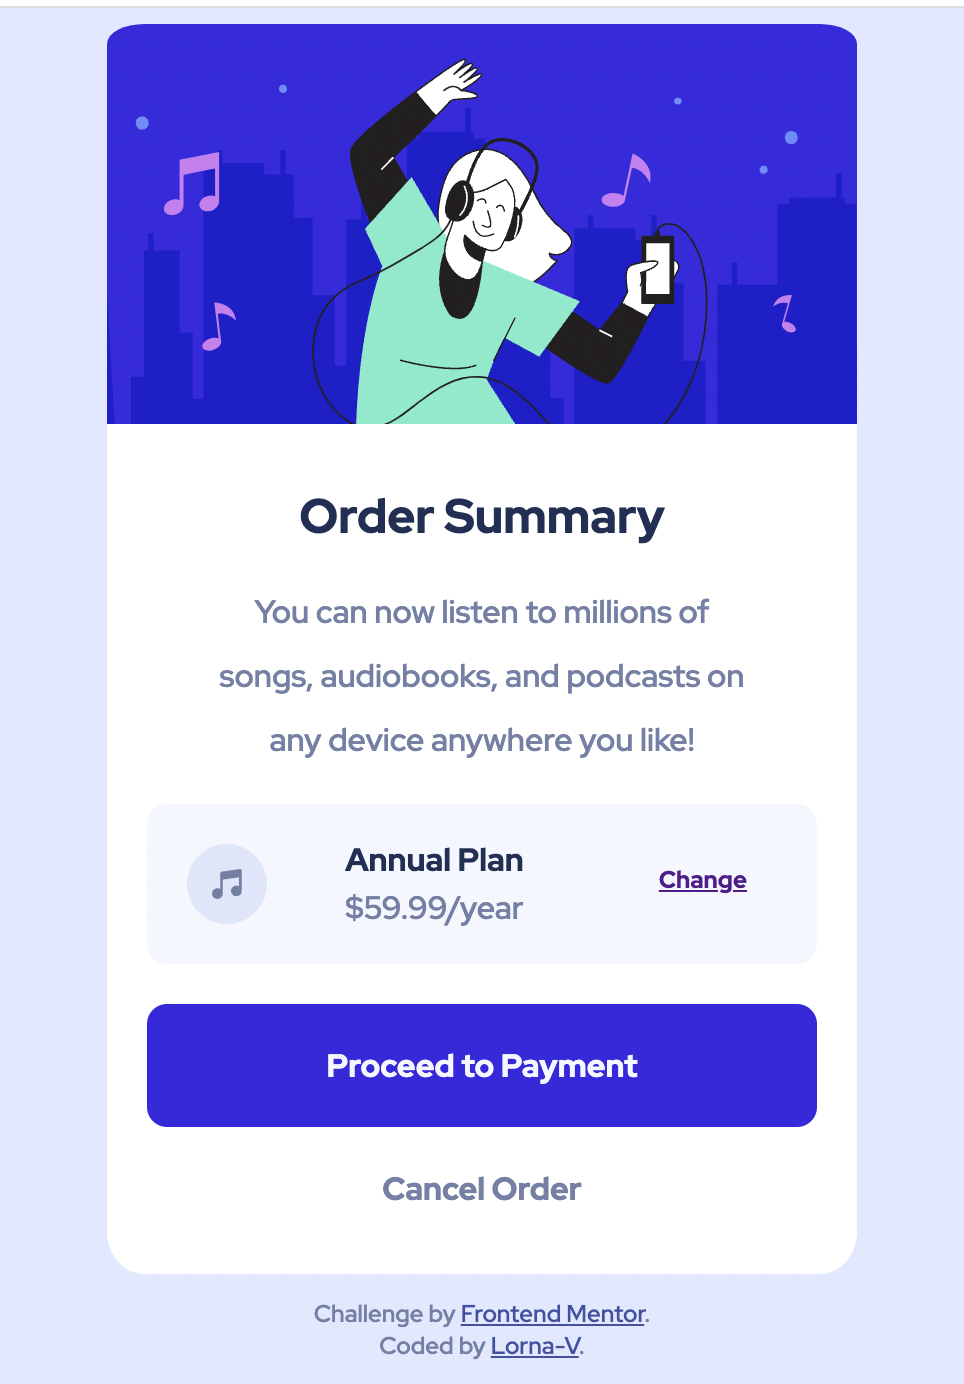 Order Summary
You can now listen to millions of
songs, audiobooks, and podcasts on
any device anywhere you like!
Annual Plan
$59.99/year
Change
Proceed to Payment
Cancel Order
Challenge by Frontend Mentor.
Coded by Lorna-V.